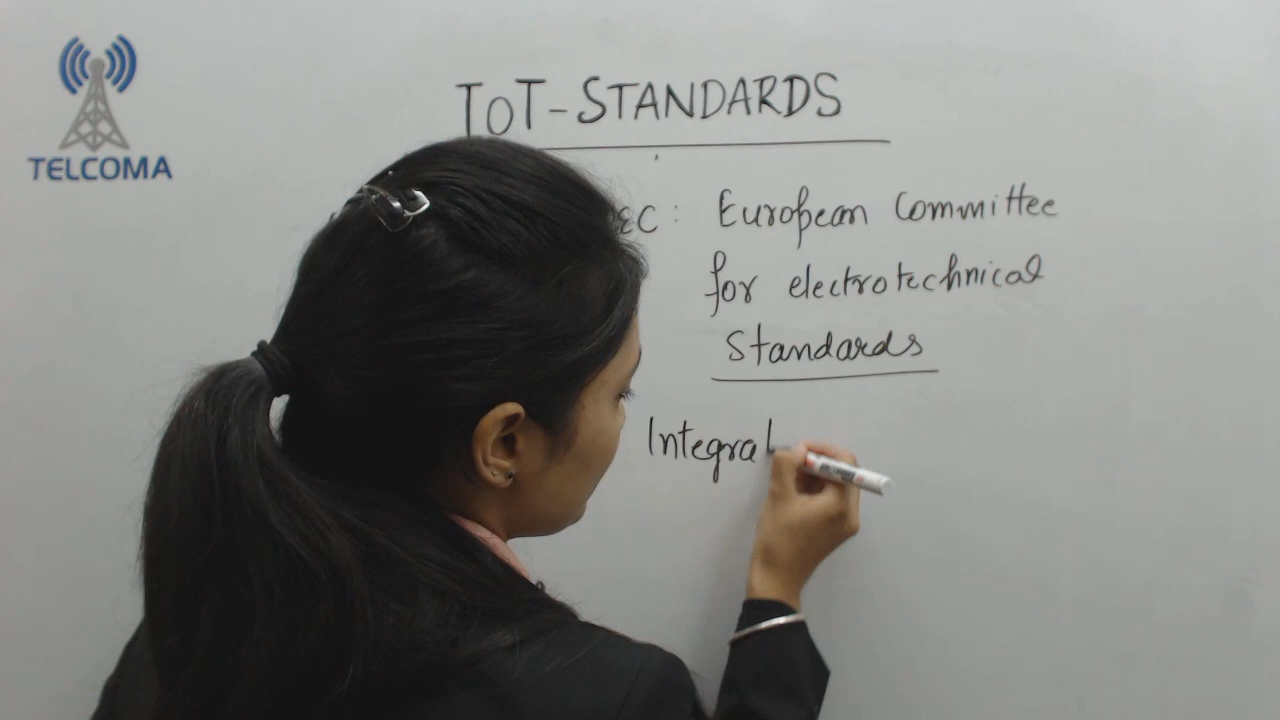 TELCOMA
IoT-STANDARDS
EC: European Committee
for electrotechnical
Standards
Integral